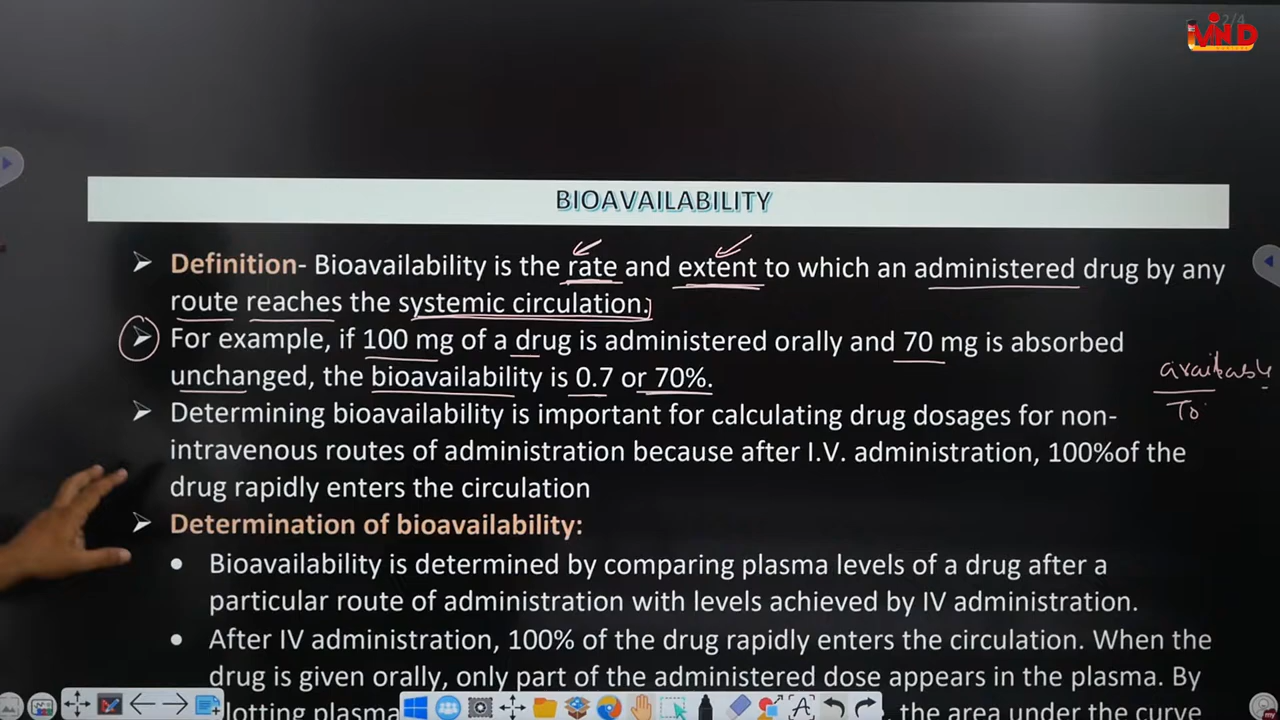 2/4
MIND
BIOAVAILABILITY
Definition- Bioavailability is the rate and extent to which an administered drug by any
route reaches the systemic circulation.
For example, if 100 mg of a drug is administered orally and 70 mg is absorbed
unchanged, the bioavailability is 0.7 or 70%.
available
To
Determining bioavailability is important for calculating drug dosages for non-
intravenous routes of administration because after I.V. administration, 100%of the
drug rapidly enters the circulation
Determination of bioavailability:
Bioavailability is determined by comparing plasma levels of a drug after a
particular route of administration with levels achieved by IV administration.
After IV administration, 100% of the drug rapidly enters the circulation. When the
drug is given orally, only part of the administered dose appears in the plasma. By
the area under the curve